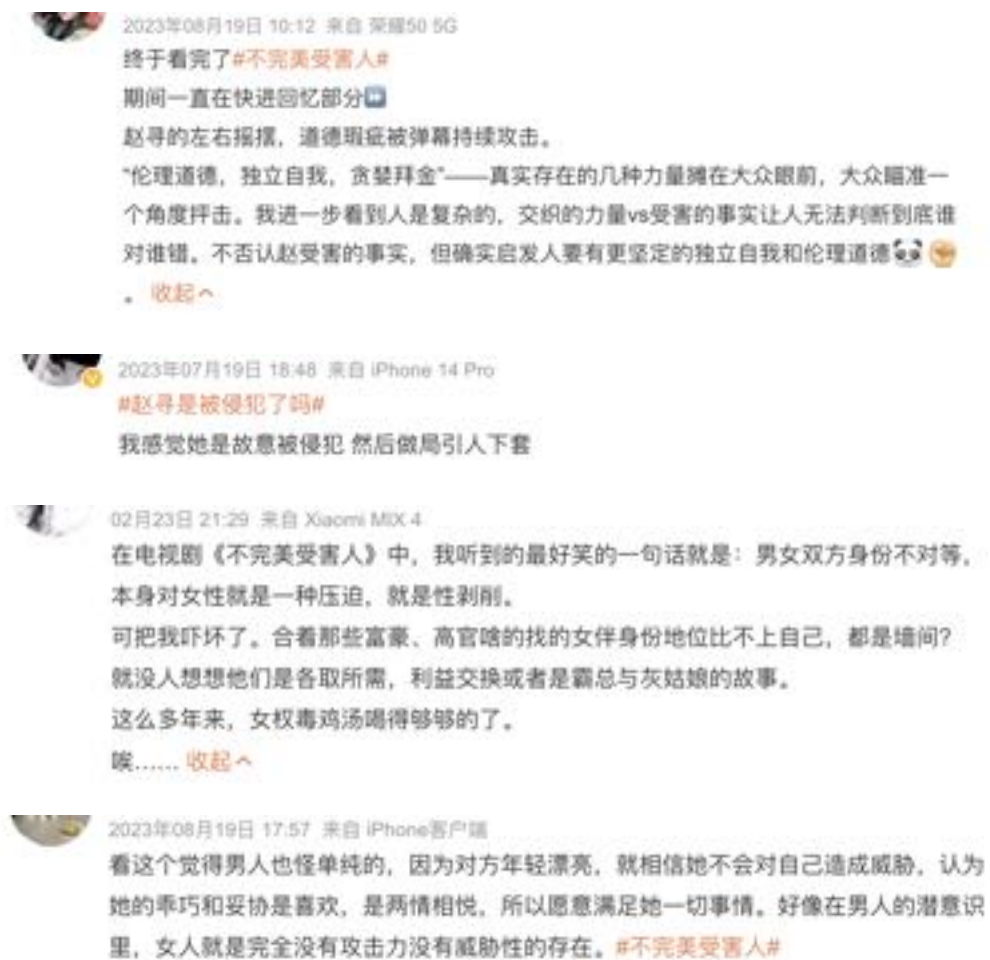 2023年08月19日 10:12 来自 荣耀50 5G
终于看完了#不完美受害人#
期间一直在快进回忆部分
赵寻的左右摇摆，道德瑕疵被弹幕持续攻击。
“伦理道德，独立自我，贪婪拜金”——真实存在的几种力量摊在大众眼前，大众瞄准一
个角度抨击。我进一步看到人是复杂的，交织的力量vs受害的事实让人无法判断到底谁
对谁错。不否认赵受害的事实，但确实启发人要有更坚定的独立自我和伦理道德
。 收起
2023年07月19日 18:48 来自 iPhone 14 Pro
#赵寻是被侵犯了吗#
我感觉她是故意被侵犯 然后做局引人下套
02月23日 21:29 来自 Xiaomi MIX 4
在电视剧《不完美受害人》中，我听到的最好笑的一句话就是：男女双方身份不对等，
本身对女性就是一种压迫，就是性剥削。
可把我吓坏了。合着那些富豪、高官啥的找的女伴身份地位比不上自己，都是墙间？
就没人想想他们是各取所需，利益交换或者是霸总与灰姑娘的故事。
这么多年来，女权毒鸡汤喝得够够的了。
唉…… 收起
2023年08月19日 17:57 来自 iPhone客户端
看这个觉得男人也怪单纯的，因为对方年轻漂亮，就相信她不会对自己造成威胁，认为
她的乖巧和妥协是喜欢，是两情相悦，所以愿意满足她一切事情。好像在男人的潜意识
里，女人就是完全没有攻击力没有威胁性的存在。#不完美受害人#